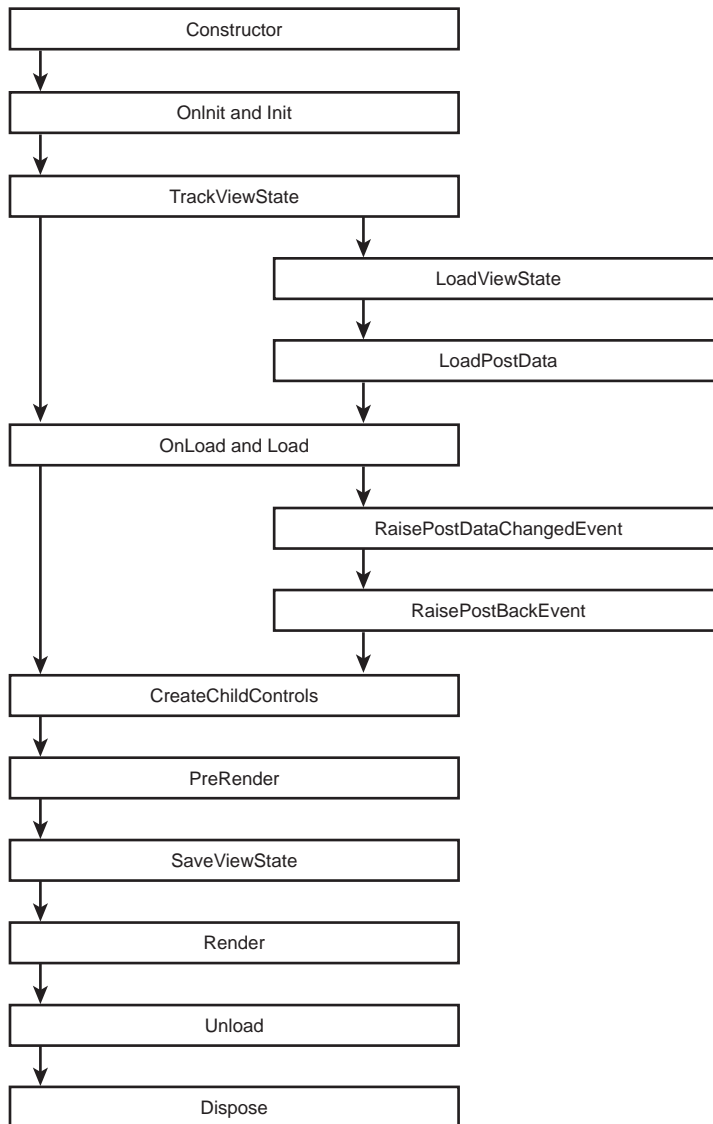 Constructor
OnInit and Init
TrackViewState
LoadViewState
LoadPostData
OnLoad and Load
RaisePostDataChangedEvent
RaisePostBackEvent
CreateChildControls
PreRender
SaveViewState
Render
Unload
Dispose